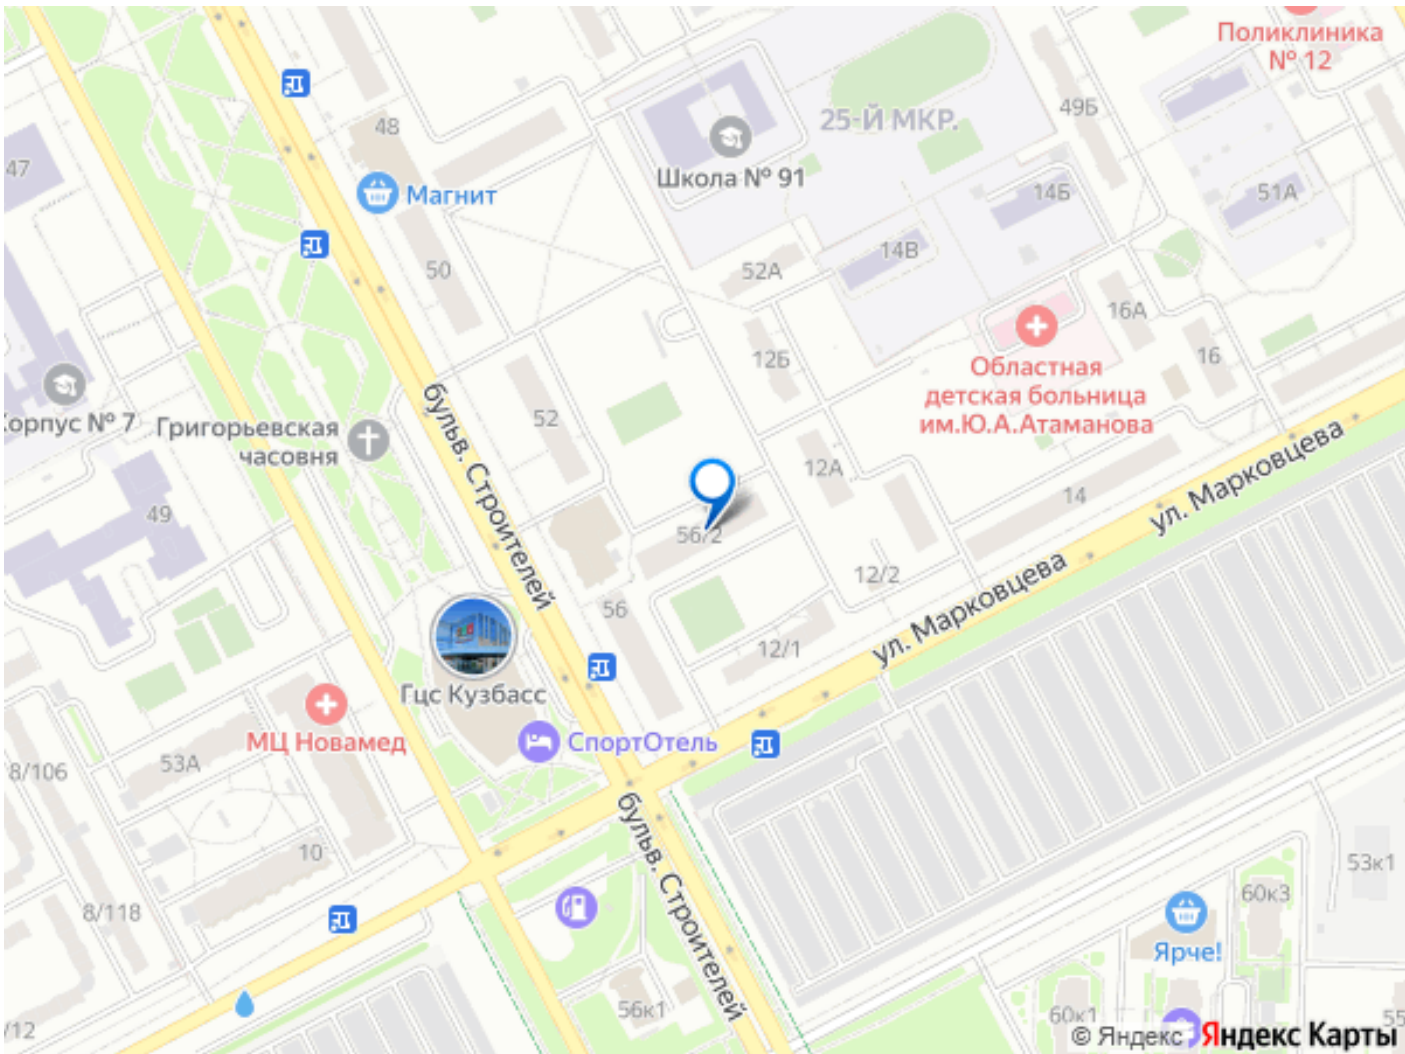 Поликлиника
№ 12
48
49Б
25-Й МКР.
47
Школа № 91
Магнит
14Б
51А
14В
50
52А
16А
12Б
16
Областная
детская больница
им.Ю.А.Атаманова
52
Корпус № 7
Григорьевская
часовня
бульв. Строителей
12А
14
ул. Марковцева
49
56/2
12/2
56
12/1
ул. Марковцева
Гцс Кузбасс
МЦ Новамед
СпортОтель
53А
8/106
10
бульв. Строителей
53к1
60к3
8/118
Ярче!
56к1
60к1
55
/12
© Яндекс Яндекс Карты